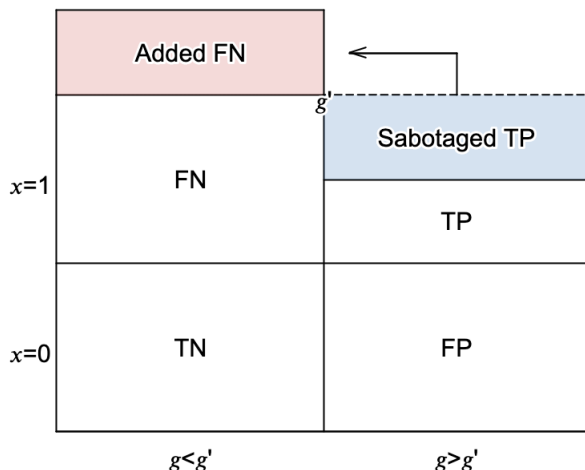 Added FN
g'
Sabotaged TP
x=1
FN
TP
x=0
TN
FP
g<g'
g>g'